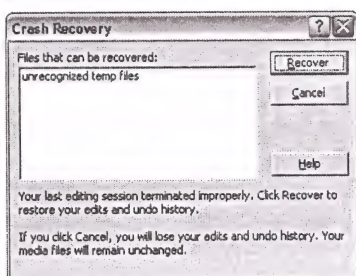 Crash Recovery
Files that can be recovered:
Recover
unrecognized temp files
Cancel
Help
Your last editing session terminated improperly. Click Recover to
restore your edits and undo history.
If you click Cancel, you will lose your edits and undo history. Your
media files will remain unchanged.